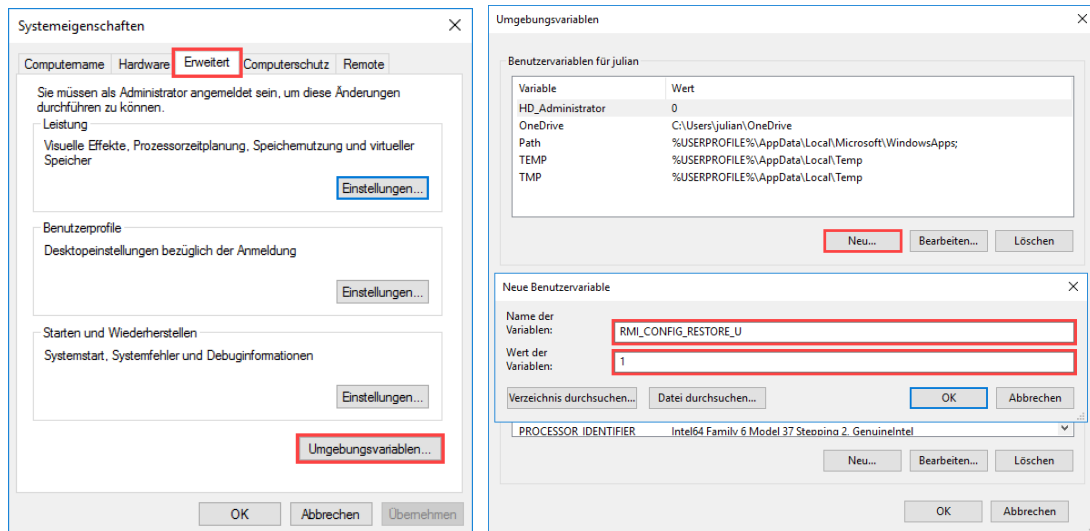 Systemeigenschaften
Computername Hardware Erweitert Computerschutz Remote
Sie müssen als Administrator angemeldet sein, um diese Änderungen
durchführen zu können.
Leistung
Visuelle Effekte, Prozessorzeitplanung, Speichernutzung und virtueller
Speicher
Einstellungen...
Benutzerprofile
Desktopeinstellungen bezüglich der Anmeldung
Einstellungen...
Starten und Wiederherstellen
Systemstart, Systemfehler und Debuginformationen
Einstellungen...
Umgebungsvariablen...
OK Abbrechen Übernehmen
Umgebungsvariablen
Benutzervariablen für julian
Variable Wert
HD_Administrator 0
OneDrive C:\Users\julian\OneDrive
Path %USERPROFILE%\AppData\Local\Microsoft\WindowsApps;
TEMP %USERPROFILE%\AppData\Local\Temp
TMP %USERPROFILE%\AppData\Local\Temp
Neu... Bearbeiten... Löschen
Neue Benutzervariable
Name der
Variablen: RMI_CONFIG_RESTORE_U
Wert der
Variablen: 1
Verzeichnis durchsuchen... Datei durchsuchen... OK Abbrechen
PROCESSOR_IDENTIFIER Intel64 Family 6 Model 37 Stepping 2, GenuineIntel
Neu... Bearbeiten... Löschen
OK Abbrechen